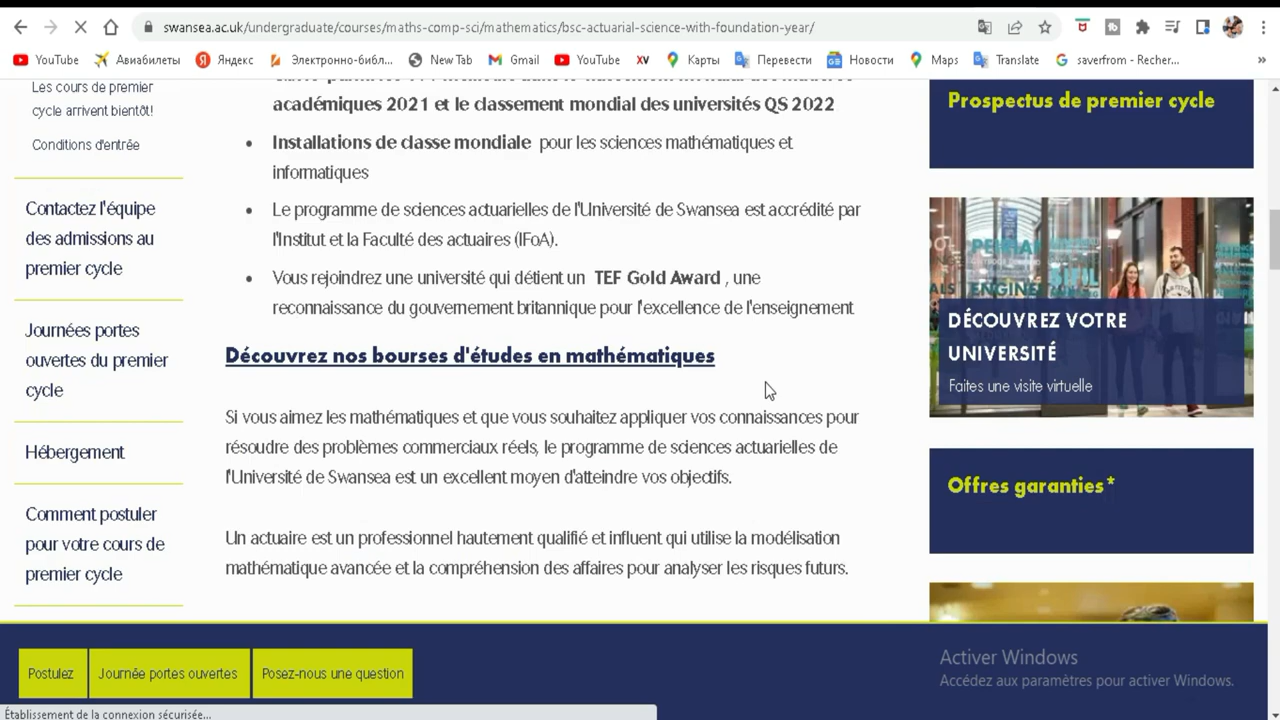 swansea.ac.uk/undergraduate/courses/maths-comp-sci/mathematics/bsc-actuarial-science-with-foundation-year/
YouTube
Авиабилеты
Яндекс
Электронно-библи...
New Tab
Gmail
YouTube
Карты
Перевести
Новости
Maps
Translate
saverfrom - Rechер...
»
Les cours de premier
cycle arrivent bientôt!
Conditions d'entrée
Contactez l'équipe
des admissions au
premier cycle
Journées portes
ouvertes du premier
cycle
Hébergement
Comment postuler
pour votre cours de
premier cycle
académiques 2021 et le classement mondial des universités QS 2022
• Installations de classe mondiale pour les sciences mathématiques et
informatiques
• Le programme de sciences actuarielles de l'Université de Swansea est accrédité par
l'Institut et la Faculté des actuaires (IFoA).
• Vous rejoindrez une université qui détient un TEF Gold Award , une
reconnaissance du gouvernement britannique pour l'excellence de l'enseignement
Découvrez nos bourses d'études en mathématiques
Si vous aimez les mathématiques et que vous souhaitez appliquer vos connaissances pour
résoudre des problèmes commerciaux réels, le programme de sciences actuarielles de
l'Université de Swansea est un excellent moyen d'atteindre vos objectifs.
Un actuaire est un professionnel hautement qualifié et influent qui utilise la modélisation
mathématique avancée et la compréhension des affaires pour analyser les risques futurs.
Prospectus de premier cycle
DÉCOUVREZ VOTRE
UNIVERSITÉ
Faites une visite virtuelle
Offres garanties*
Postulez
Journée portes ouvertes
Posez-nous une question
Activer Windows
Accédez aux paramètres pour activer Windows.
Établissement de la connexion sécurisée...